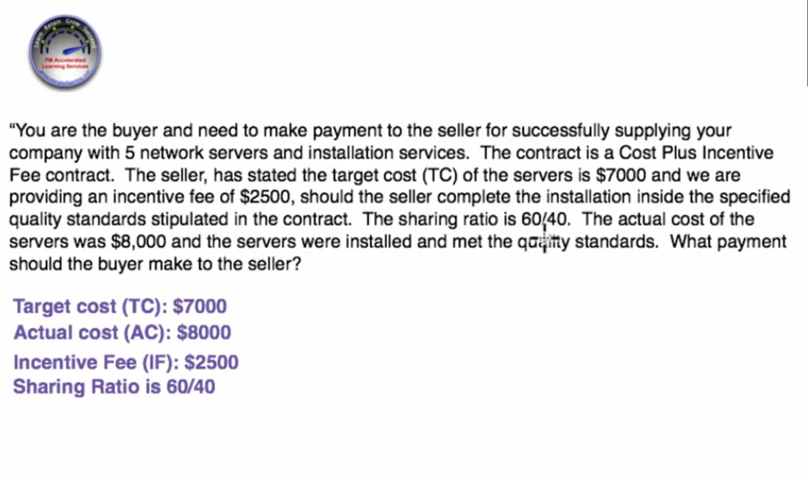 PM Accelerated
Learning Services
“You are the buyer and need to make payment to the seller for successfully supplying your
company with 5 network servers and installation services.  The contract is a Cost Plus Incentive
Fee contract.  The seller, has stated the target cost (TC) of the servers is $7000 and we are
providing an incentive fee of $2500, should the seller complete the installation inside the specified
quality standards stipulated in the contract.  The sharing ratio is 60/40.  The actual cost of the
servers was $8,000 and the servers were installed and met the quality standards.  What payment
should the buyer make to the seller?
Target cost (TC): $7000
Actual cost (AC): $8000
Incentive Fee (IF): $2500
Sharing Ratio is 60/40